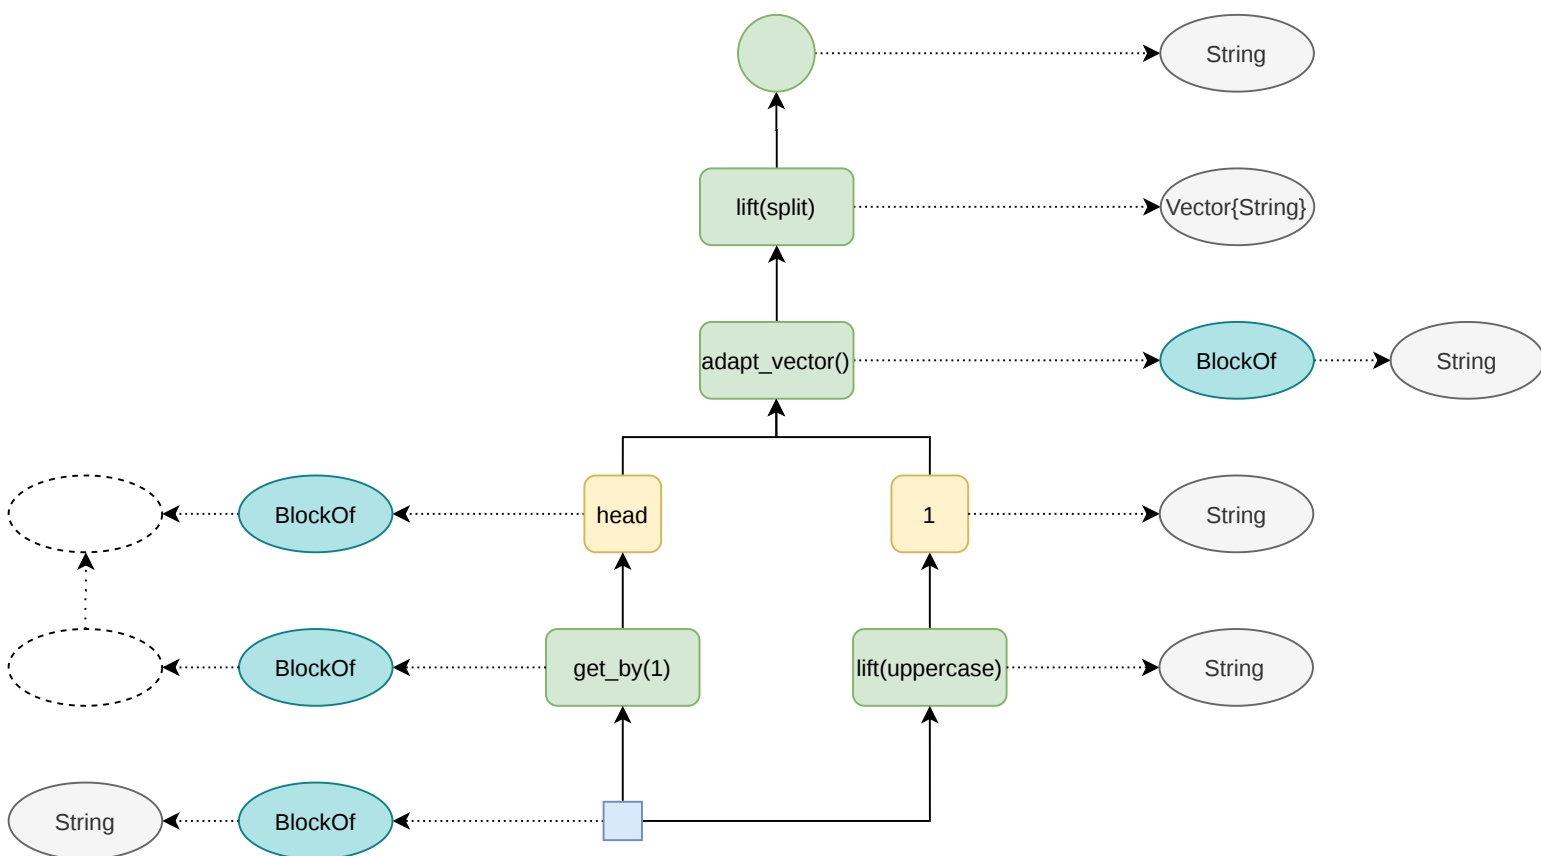 String
lift(split)
Vector{String}
adapt_vector()
BlockOf
String
BlockOf
head
1
String
BlockOf
get_by(1)
lift(uppercase)
String
String
BlockOf